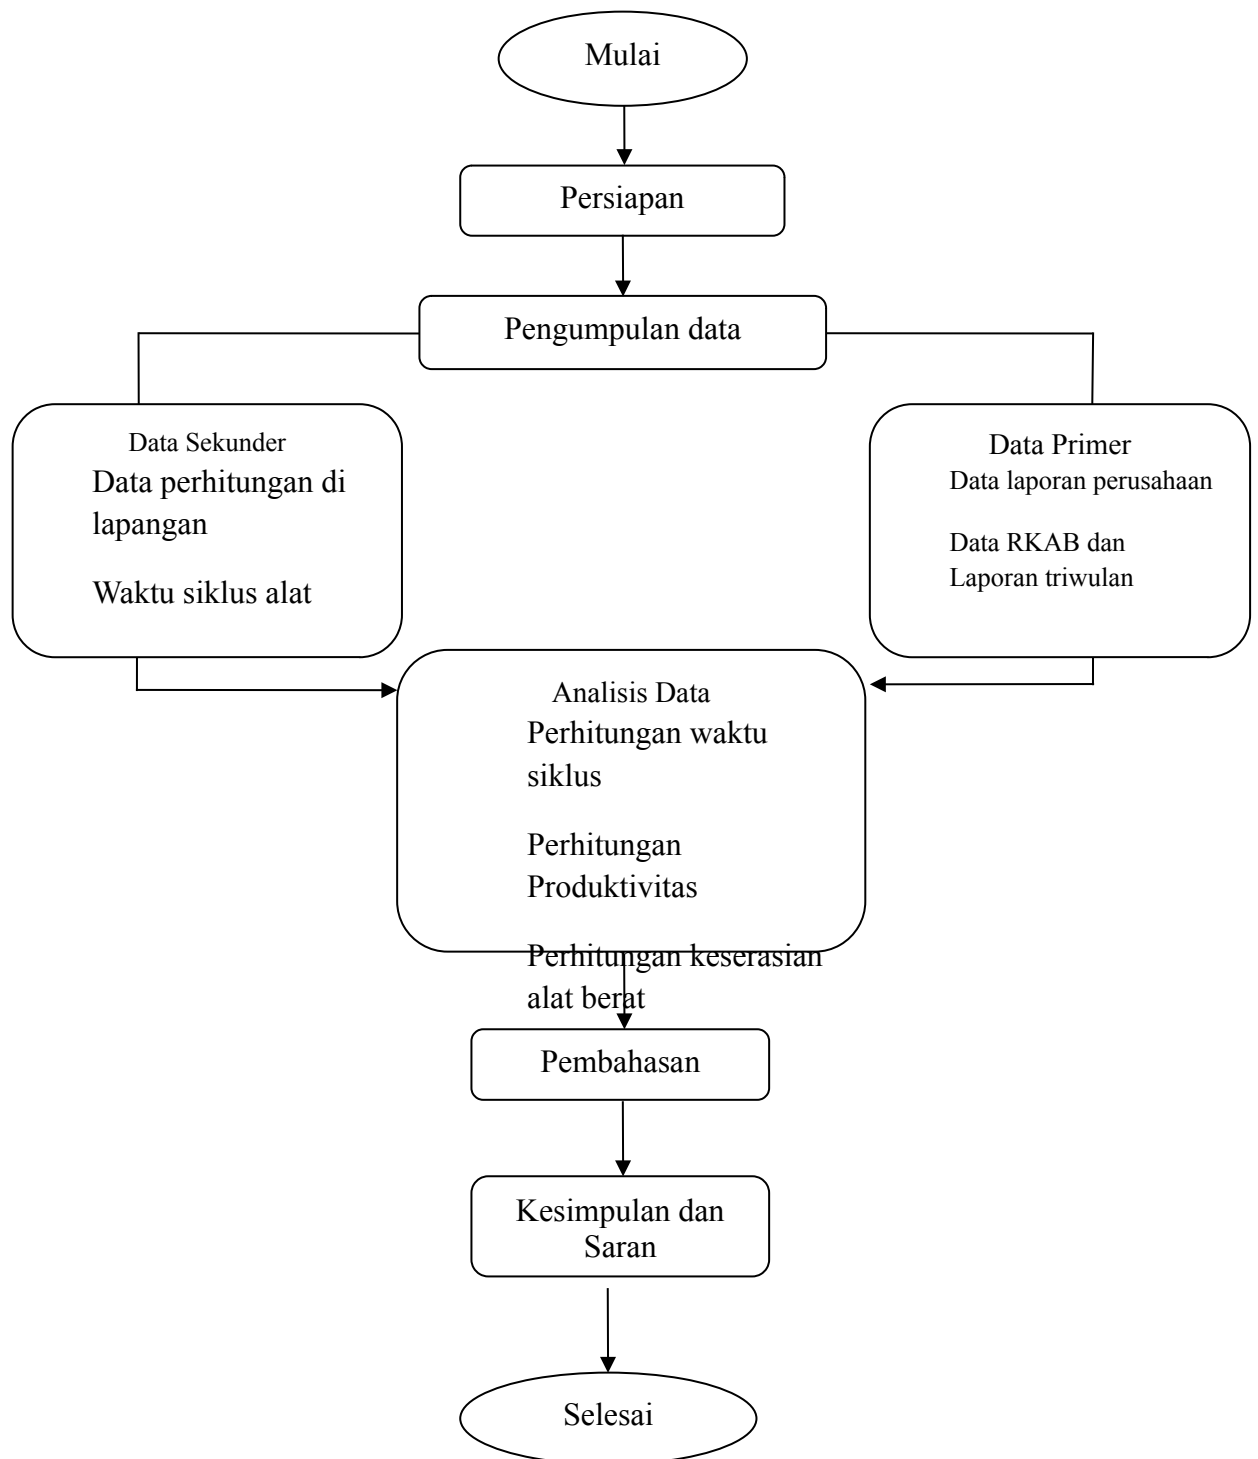 Mulai
Persiapan
Pengumpulan data
Data Sekunder
Data perhitungan di
lapangan
Waktu siklus alat
Data Primer
Data laporan perusahaan
Data RKAB dan
Laporan triwulan
Analisis Data
Perhitungan waktu
siklus
Perhitungan
Produktivitas
Perhitungan keserasian
alat berat
Pembahasan
Kesimpulan dan
Saran
Selesai